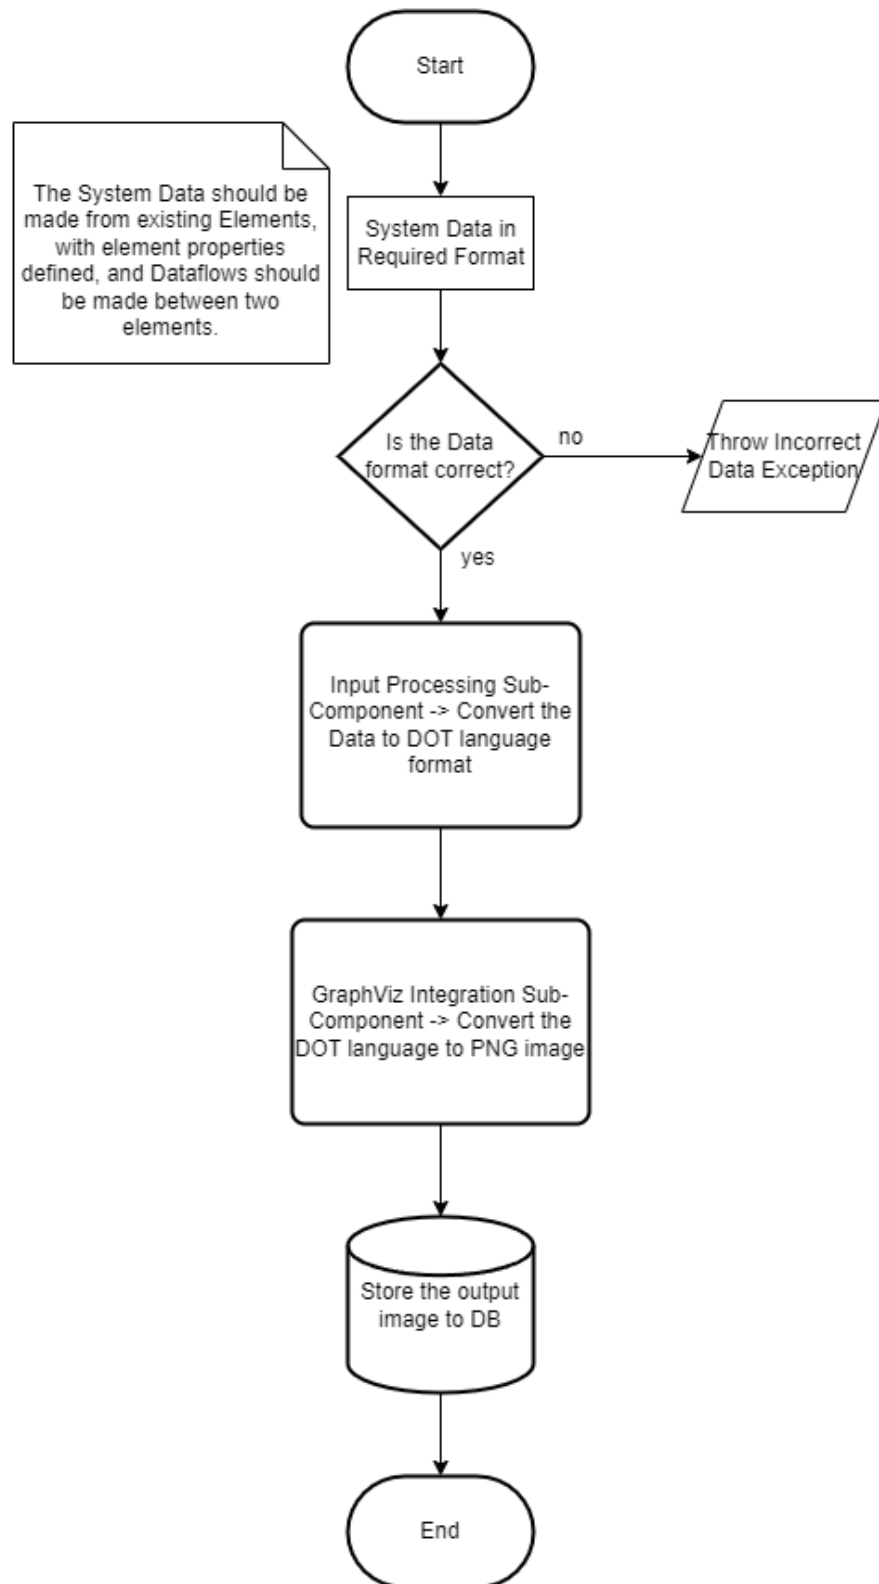 Start
The System Data should be
made from existing Elements,
with element properties
defined, and Dataflows should
be made between two
elements.
System Data in
Required Format
Is the Data
format correct?
no
Throw Incorrect
Data Exception
yes
Input Processing Sub-
Component -> Convert the
Data to DOT language
format
GraphViz Integration Sub-
Component -> Convert the
DOT language to PNG image
Store the output
image to DB
End